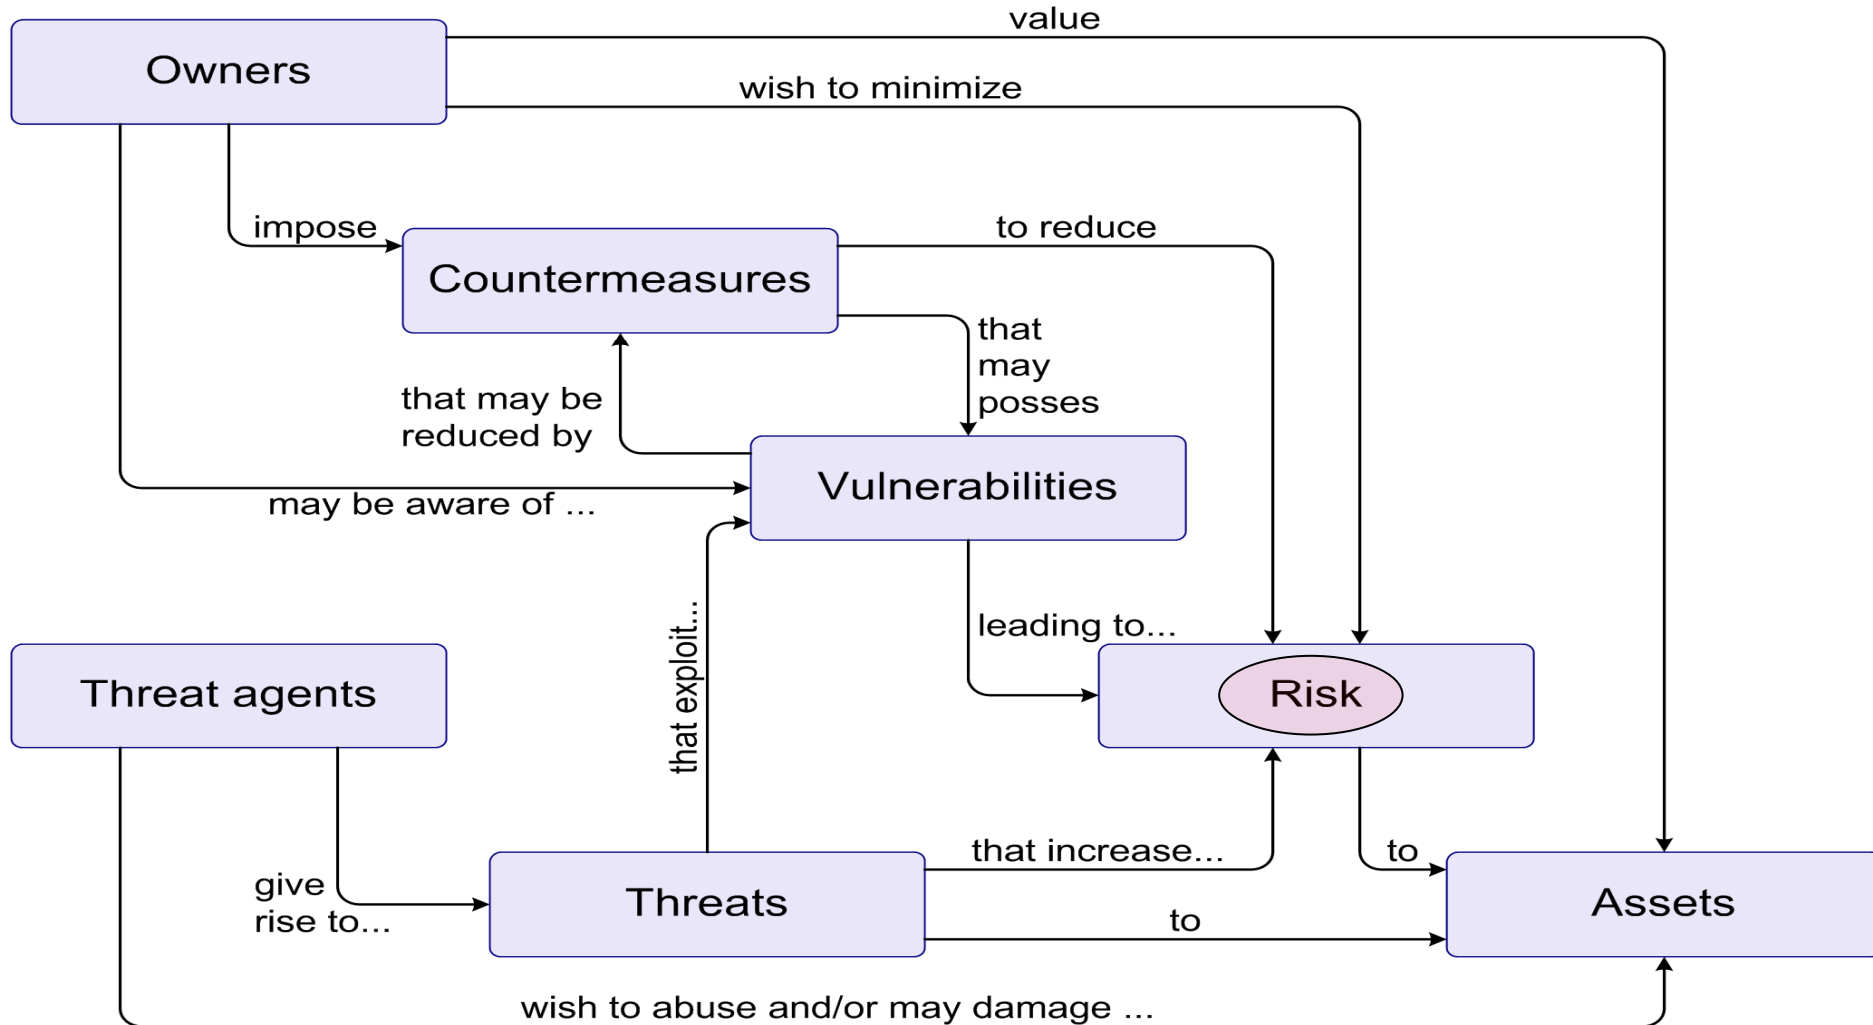 value
Owners
wish to minimize
impose
to reduce
Countermeasures
that
may
posses
that may be
reduced by
Vulnerabilities
may be aware of ...
that exploit...
leading to...
Threat agents
Risk
that increase...
to
give
rise to...
Threats
Assets
to
wish to abuse and/or may damage ...